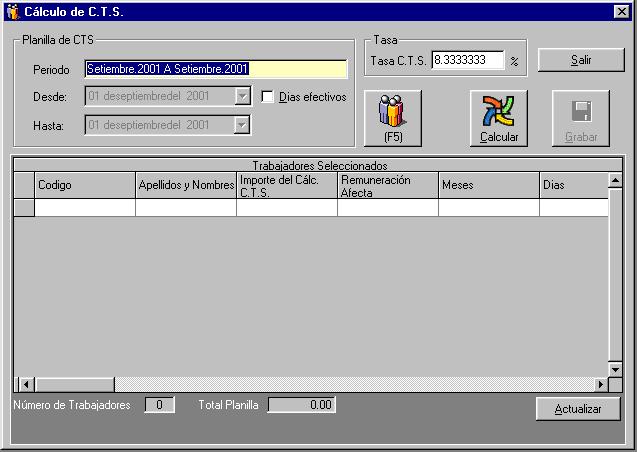 Cálculo de C.T.S.
Planilla de CTS
Periodo Setiembre.2001 A Setiembre.2001
Desde: 01 deseptiembredel 2001 Dias efectivos
Hasta: 01 deseptiembredel 2001
Tasa
Tasa C.T.S. 8.3333333 %
Salir
(F5)
Calcular
Grabar
Trabajadores Seleccionados
Codigo Apellidos y Nombres Importe del Cálc. C.T.S. Remuneración Afecta Meses Dias
Número de Trabajadores 0 Total Planilla 0.00
Actualizar